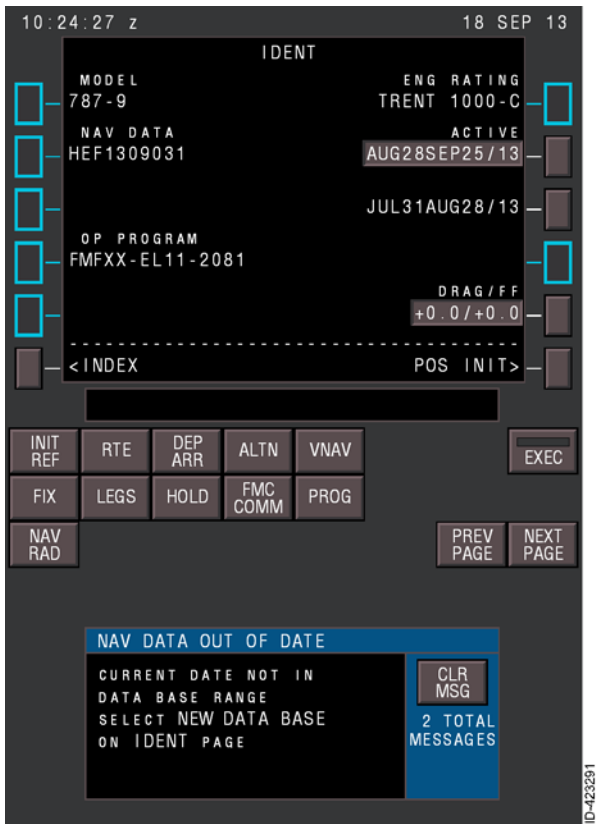 10:24:27 z 18 SEP 13
IDENT
MODEL ENG RATING
787-9 TRENT 1000-C
NAV DATA ACTIVE
HEF1309031 AUG28SEP25/13
JUL31AUG28/13
OP PROGRAM
FMFXX-EL11-2081
DRAG/FF
+0.0/+0.0
<INDEX POS INIT>
INIT REF RTE DEP ARR ALTN VNAV EXEC
FIX LEGS HOLD FMC COMM PROG
NAV RAD PREV PAGE NEXT PAGE
NAV DATA OUT OF DATE
CURRENT DATE NOT IN
DATA BASE RANGE
SELECT NEW DATA BASE
ON IDENT PAGE
CLR MSG
2 TOTAL
MESSAGES
ID-423291